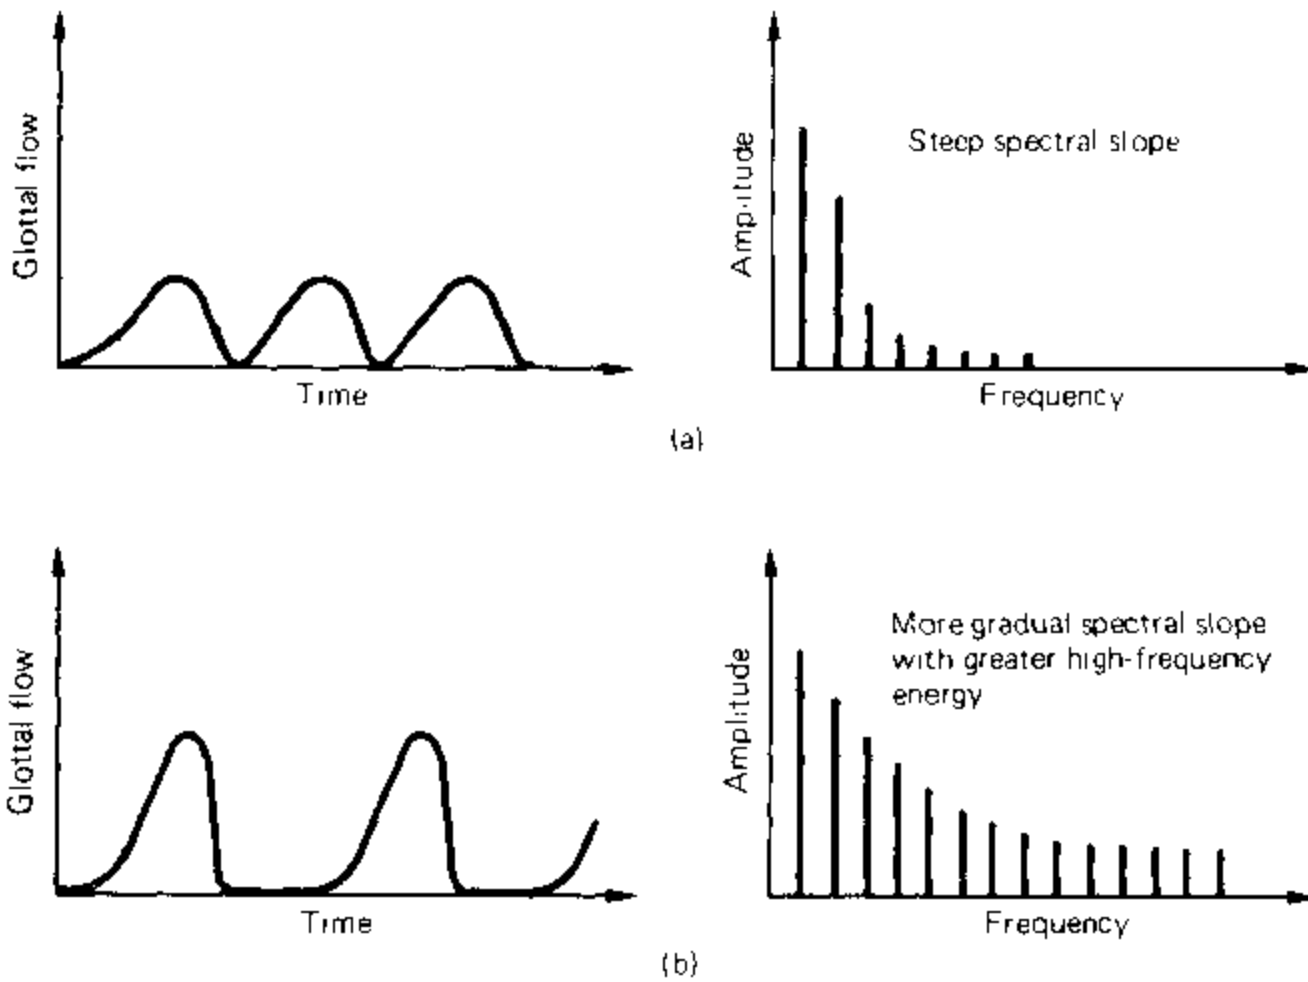 Glottal flow
Time
Amplitude
Steep spectral slope
Frequency
(a)
Glottal flow
Time
Amplitude
More gradual spectral slope
with greater high-frequency
energy
Frequency
(b)